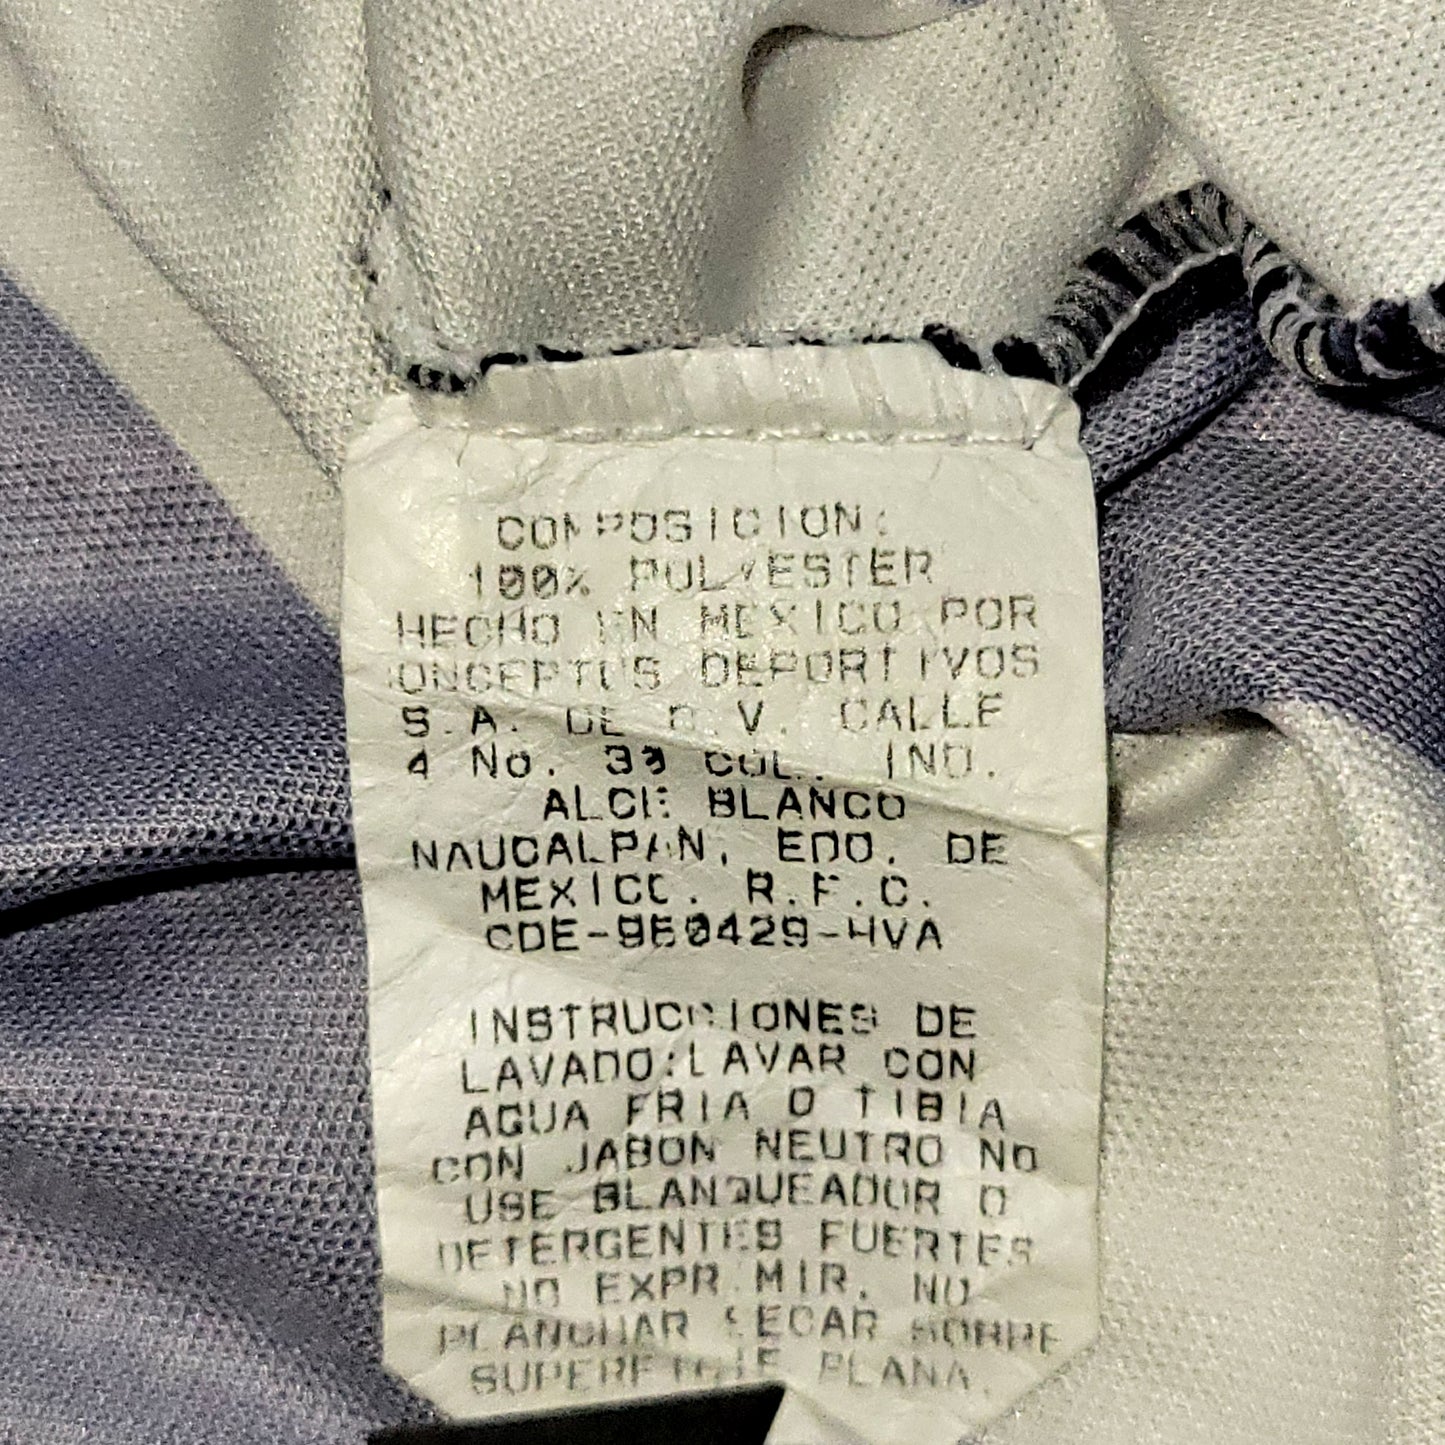 COMPOSICION:
100% POLYESTER
HECHO EN MEXICO POR
CONCEPTOS DEPORTIVOS
S.A. DE C.V. CALLE
4 No. 33 COL. IND.
ALCE BLANCO
NAUCALPAN, EDO. DE
MEXICO. R.F.C.
CDE-960429-HVA
INSTRUCCIONES DE
LAVADO:LAVAR CON
AGUA FRIA O TIBIA
CON JABON NEUTRO NO
USE BLANQUEADOR O
DETERGENTES FUERTES
NO EXPRIMIR. NO
PLANCHAR SECAR SOBRE
SUPERFICIE PLANA.